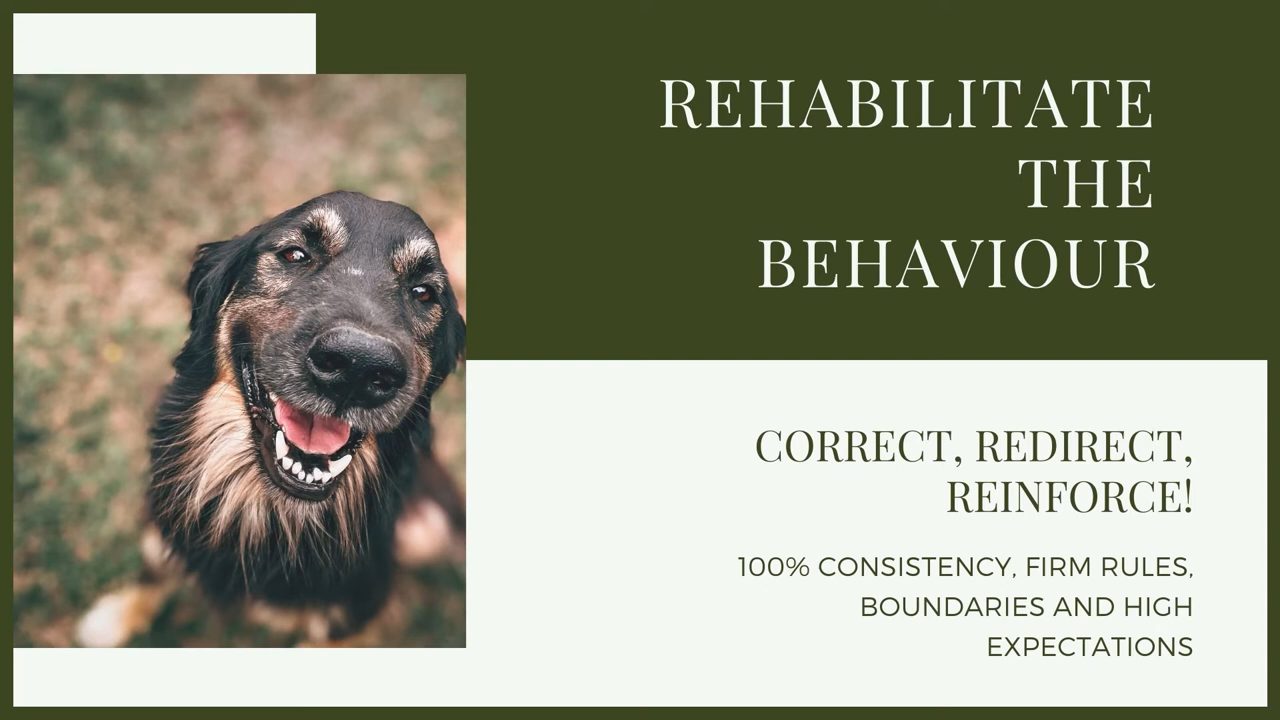 REHABILITATE
THE
BEHAVIOUR
CORRECT, REDIRECT,
REINFORCE!
100% CONSISTENCY, FIRM RULES,
BOUNDARIES AND HIGH
EXPECTATIONS